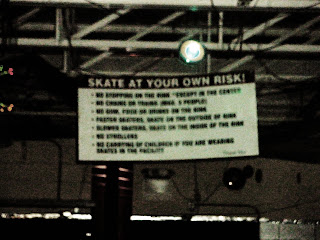 SKATE AT YOUR OWN RISK!
• NO STOPPING ON THE RINK *EXCEPT IN THE CENTER
• NO CHAINS OR TRAINS (MAX. 3 PEOPLE)
• NO GUM, FOOD OR DRINKS ON THE RINK
• FASTER SKATERS, SKATE ON THE OUTSIDE OF RINK
• SLOWER SKATERS, SKATE ON THE INSIDE OF THE RINK
• NO STROLLERS
• NO CARRYING OF CHILDREN IF YOU ARE WEARING
SKATES IN THE FACILITY
Thank You